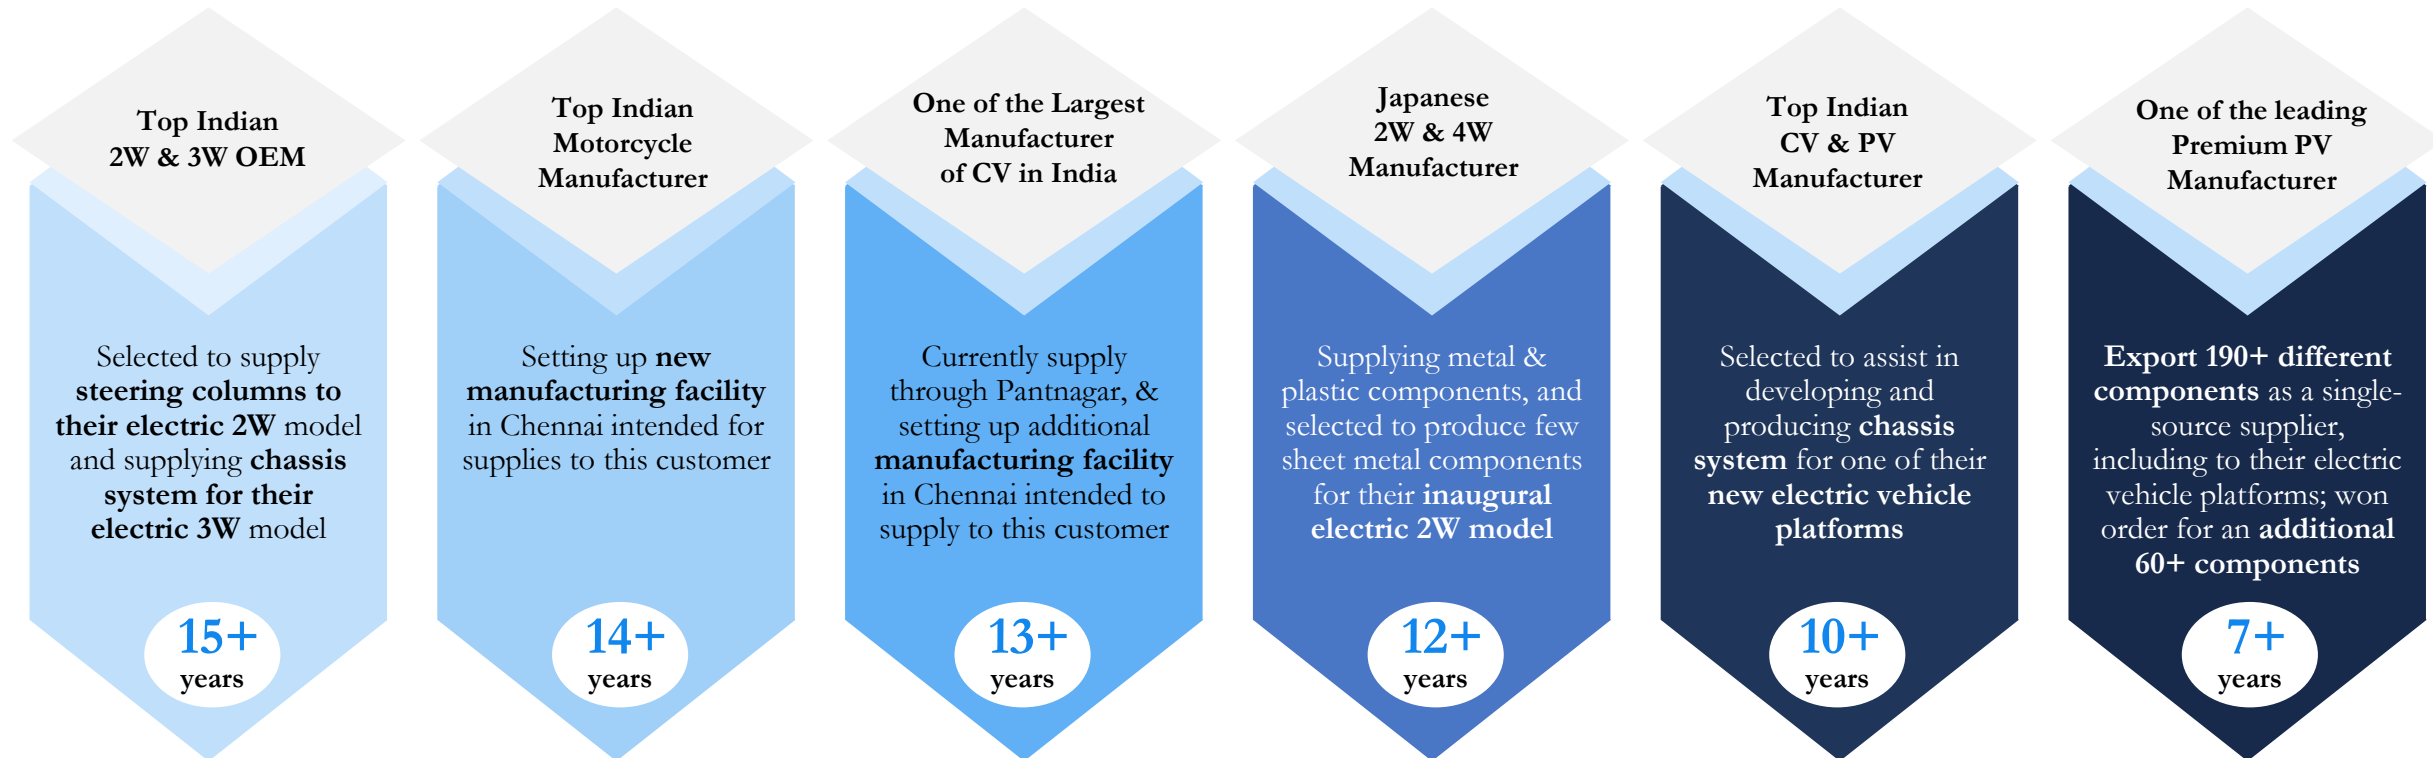 Top Indian
2W & 3W OEM
Selected to supply
steering columns to
their electric 2W model
and supplying chassis
system for their
electric 3W model
15+
years
Top Indian
Motorcycle
Manufacturer
Setting up new
manufacturing facility
in Chennai intended for
supplies to this customer
14+
years
One of the Largest
Manufacturer
of CV in India
Currently supply
through Pantnagar, &
setting up additional
manufacturing facility
in Chennai intended to
supply to this customer
13+
years
Japanese
2W & 4W
Manufacturer
Supplying metal &
plastic components, and
selected to produce few
sheet metal components
for their inaugural
electric 2W model
12+
years
Top Indian
CV & PV
Manufacturer
Selected to assist in
developing and
producing chassis
system for one of their
new electric vehicle
platforms
10+
years
One of the leading
Premium PV
Manufacturer
Export 190+ different
components as a single-
source supplier,
including to their electric
vehicle platforms; won
order for an additional
60+ components
7+
years